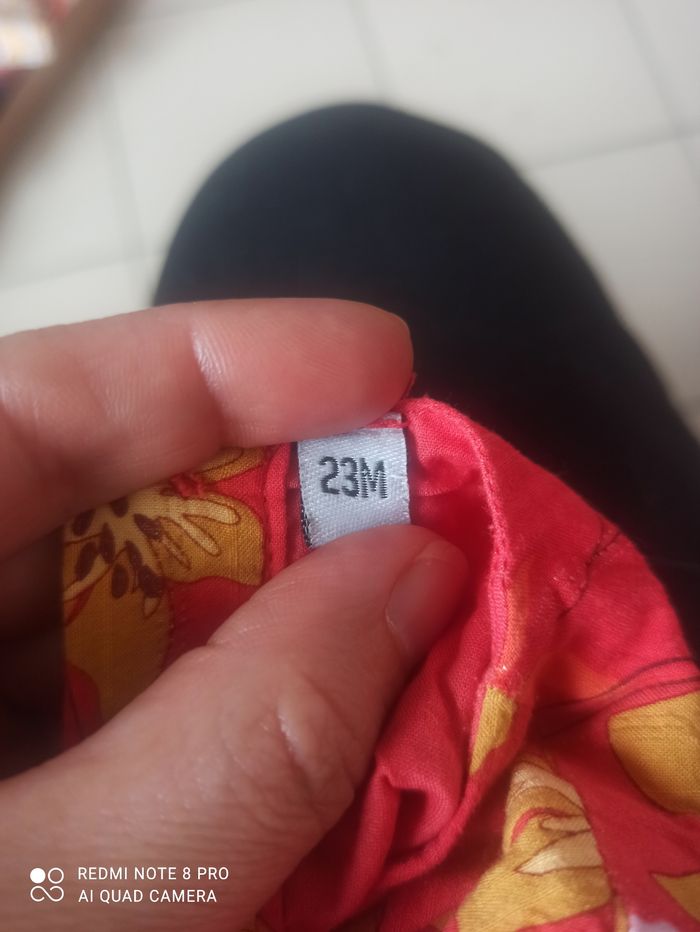 23M
REDMI NOTE 8 PRO
AI QUAD CAMERA